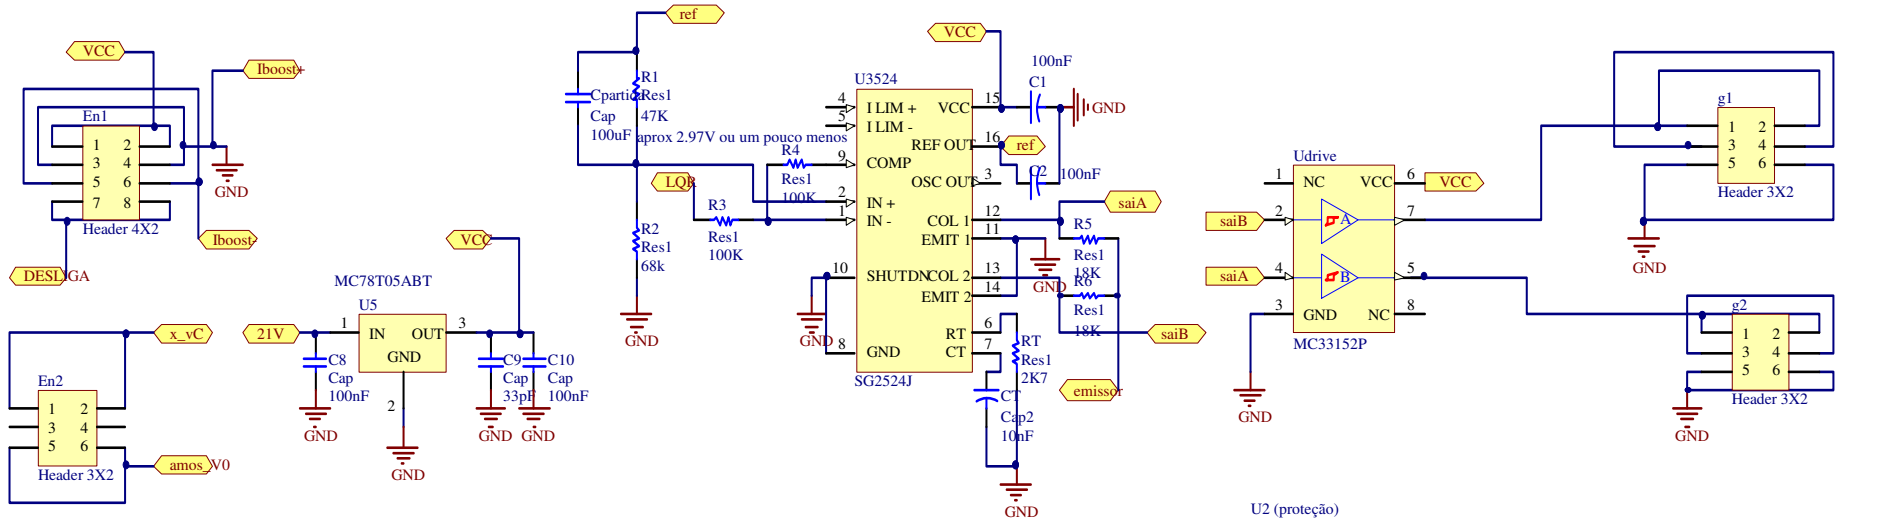 VCC
Iboost+
En1
1 2
3 4
5 6
7 8
GND
Header 4X2
Iboost-
DESLIGA
x_vC
En2
1 2
3 4
5 6
Header 3X2
amos_V0
MC78T05ABT
U5
21V
1 IN OUT 3
GND
2
C8
Cap
100nF
GND
GND
VCC
C9
Cap
33pF
GND
C10
Cap
100nF
GND
ref
Cpartida
Cap
100uF
R1
Res1
47K
aprox 2.97V ou um pouco menos
R2
Res1
68k
GND
LQR
R3
Res1
100K
R4
Res1
100K
U3524
4 I LIM +
5 I LIM -
9 COMP
2 IN +
1 IN -
10 SHUTDN
8 GND
VCC 15
REF OUT 16
OSC OUT 3
COL 1 12
EMIT 1 11
COL 2 13
EMIT 2 14
RT 6
CT 7
SG2524J
GND
VCC
100nF
C1
GND
ref
C2
100nF
saiA
R5
Res1
18K
GND
R6
Res1
18K
saiB
emissor
RT
Res1
2K7
CT
Cap2
10nF
GND
Udrive
1 NC
VCC 6
VCC
saiB
2 A 7
saiA
4 B 5
3 GND
NC 8
MC33152P
GND
U2 (proteção)
g1
1 2
3 4
5 6
Header 3X2
GND
g2
1 2
3 4
5 6
Header 3X2
GND